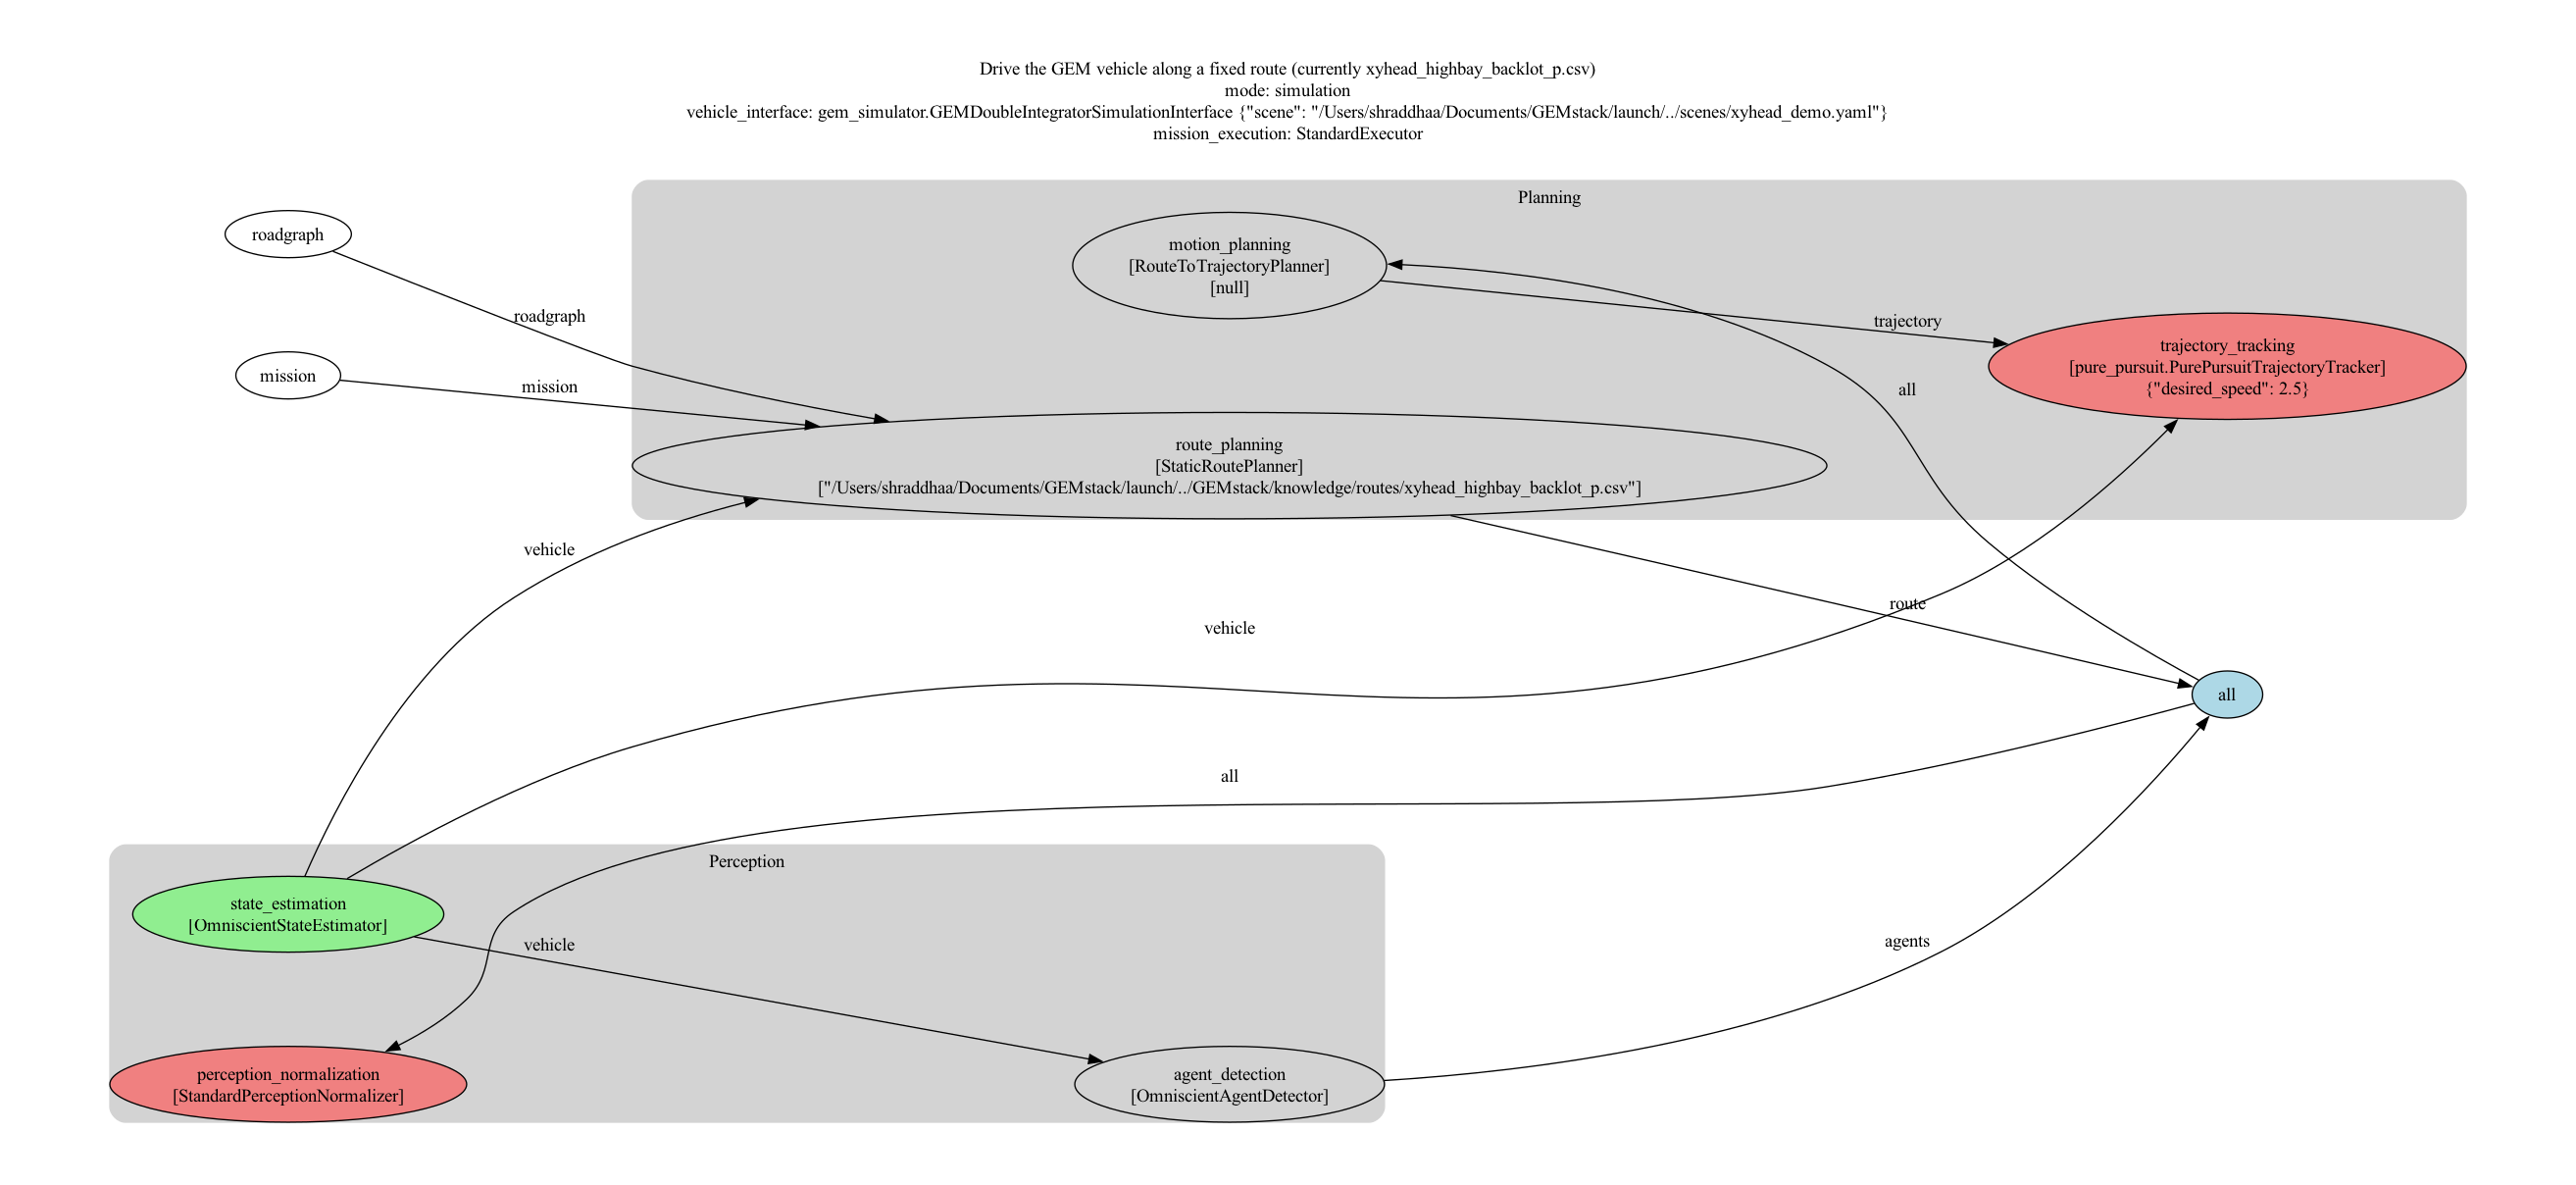 Drive the GEM vehicle along a fixed route (currently xyhead_highbay_backlot_p.csv)
mode: simulation
vehicle_interface: gem_simulator.GEMDoubleIntegratorSimulationInterface {"scene": "/Users/shraddhaa/Documents/GEMstack/launch/../scenes/xyhead_demo.yaml"}
mission_execution: StandardExecutor
Planning
roadgraph
motion_planning
[RouteToTrajectoryPlanner]
[null]
roadgraph
trajectory
trajectory_tracking
[pure_pursuit.PurePursuitTrajectoryTracker]
{"desired_speed": 2.5}
mission
mission
all
route_planning
[StaticRoutePlanner]
["/Users/shraddhaa/Documents/GEMstack/launch/../GEMstack/knowledge/routes/xyhead_highbay_backlot_p.csv"]
vehicle
route
vehicle
all
all
Perception
state_estimation
[OmniscientStateEstimator]
vehicle
agents
perception_normalization
[StandardPerceptionNormalizer]
agent_detection
[OmniscientAgentDetector]